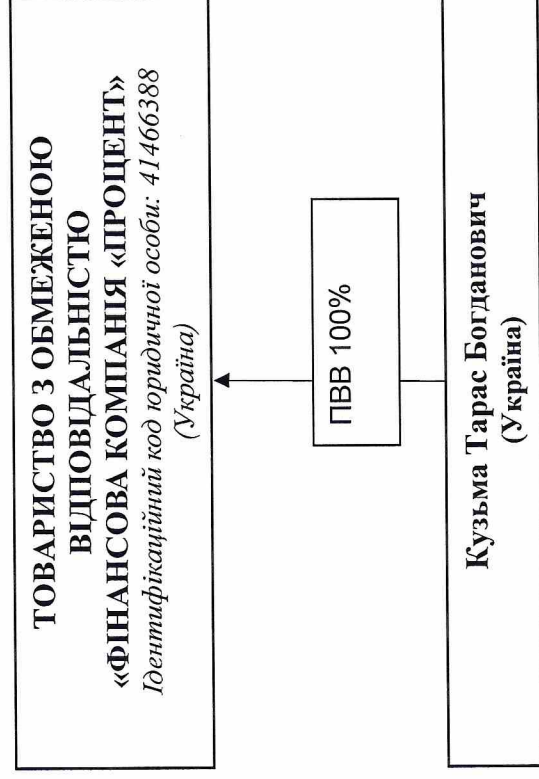 ТОВАРИСТВО З ОБМЕЖЕНОЮ
ВІДПОВІДАЛЬНІСТЮ
«ФІНАНСОВА КОМПАНІЯ «ПРОЦЕНТ»
Ідентифікаційний код юридичної особи: 41466388
(Україна)
ПВВ 100%
Кузьма Тарас Богданович
(Україна)